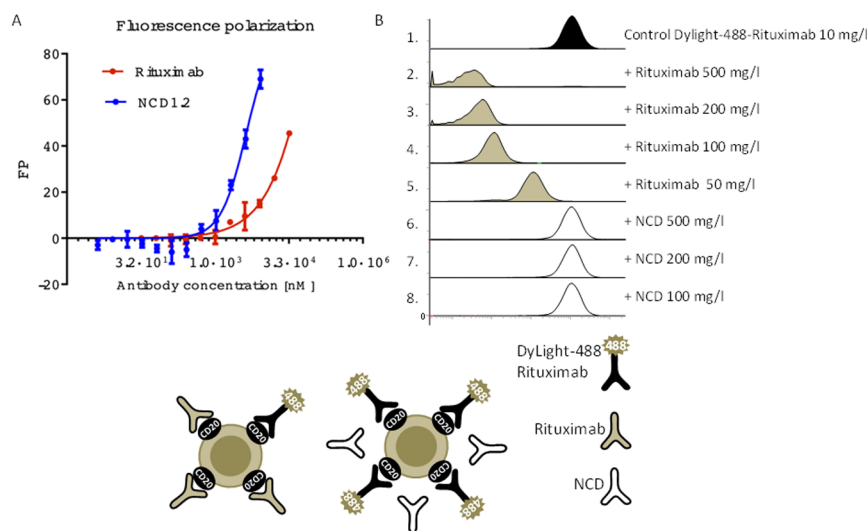 A
Fluorescence polarization
80
60
40
20
0
-20
FP
Rituximab
NCD1.2
3.2•10¹
1.0•10³
3.3•10⁴
1.0•10⁶
Antibody concentration [nM]
B
1. Control Dylight-488-Rituximab 10 mg/l
2. + Rituximab 500 mg/l
3. + Rituximab 200 mg/l
4. + Rituximab 100 mg/l
5. + Rituximab 50 mg/l
6. + NCD 500 mg/l
7. + NCD 200 mg/l
8. + NCD 100 mg/l
0
488
CD20
CD20
CD20
CD20
488
488
CD20
CD20
CD20
CD20
488
488
DyLight-488
Rituximab
488
Rituximab
NCD